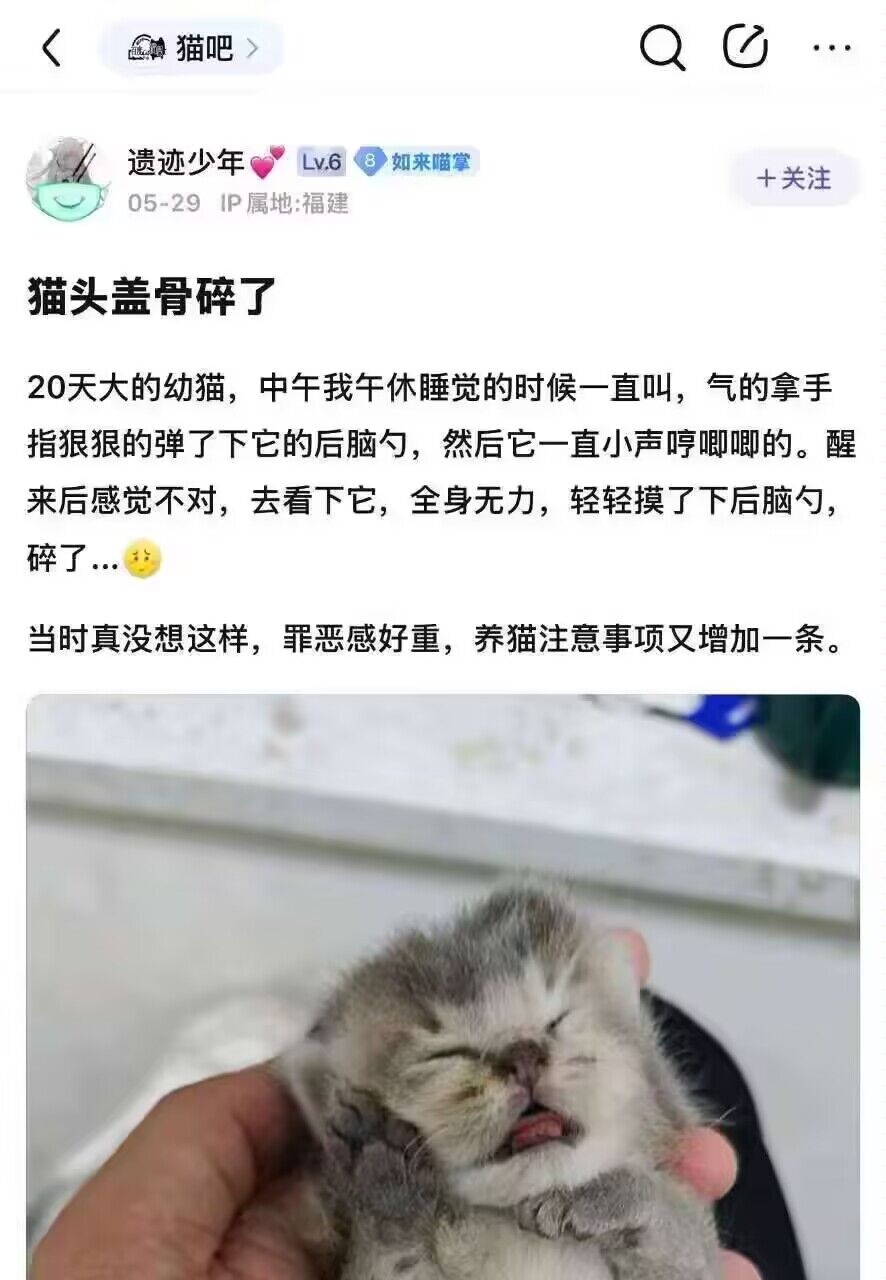 猫吧
遗迹少年 Lv.6 8 如来喵掌
+关注
05-29 IP属地:福建
猫头盖骨碎了
20天大的幼猫，中午我午休睡觉的时候一直叫，气的拿手
指狠狠的弹了下它的后脑勺，然后它一直小声哼唧唧的。醒
来后感觉不对，去看下它，全身无力，轻轻摸了下后脑勺，
碎了...
当时真没想这样，罪恶感好重，养猫注意事项又增加一条。